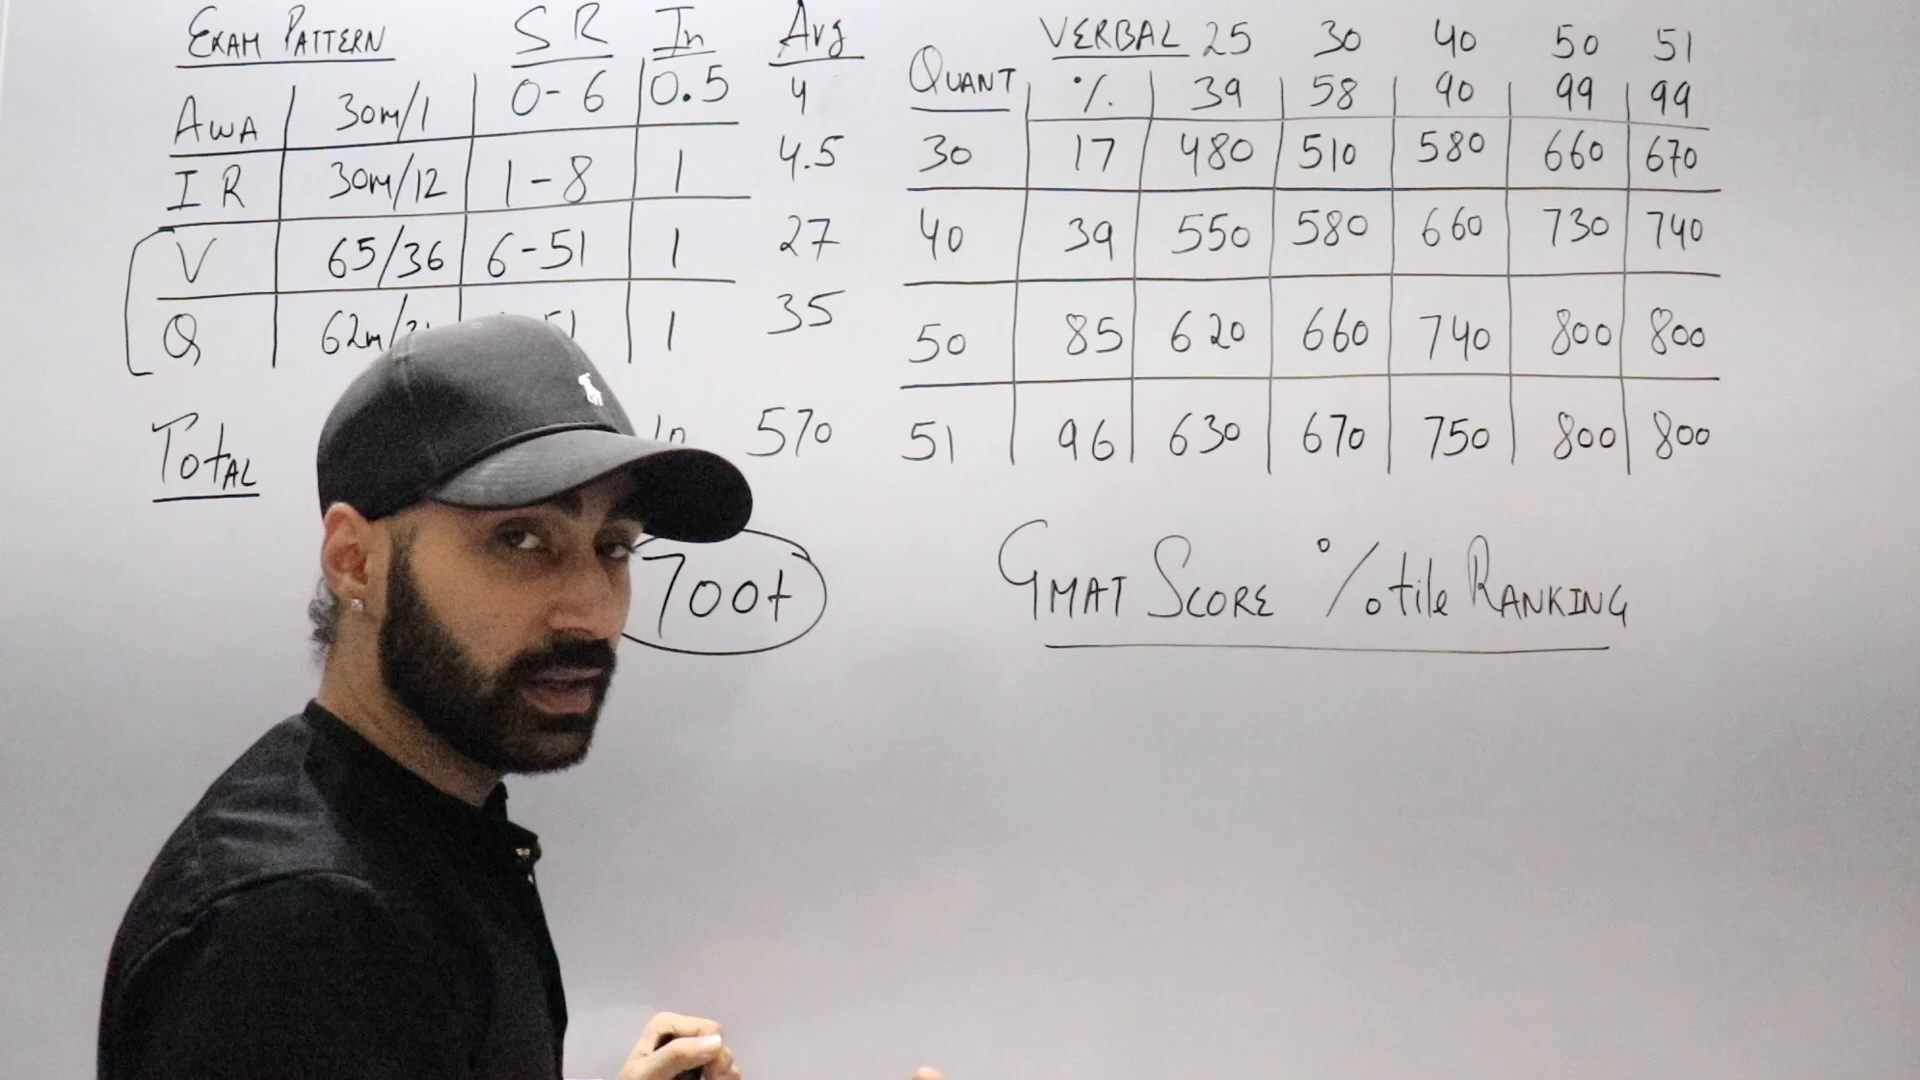 EXAM PATTERN SR In Avg
AWA 30m/1 0-6 0.5 4
IR 30m/12 1-8 1 4.5
V 65/36 6-51 1 27
Q 62m/ 51 1 35
TOTAL 10 570
700+
VERBAL 25 30 40 50 51
QUANT % 39 58 90 99 99
30 17 480 510 580 660 670
40 39 550 580 660 730 740
50 85 620 660 740 800 800
51 96 630 670 750 800 800
GMAT SCORE %tile RANKING